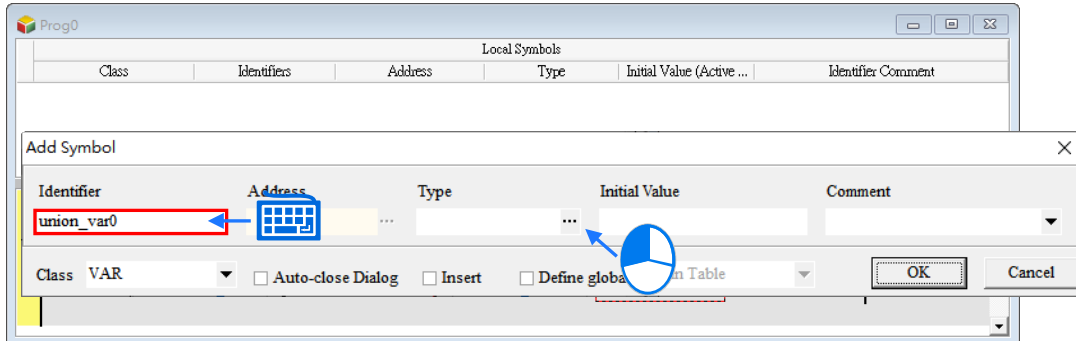 Prog0
Local Symbols
Class Identifiers Address Type Initial Value (Active ... Identifier Comment
Add Symbol
Identifier Address Type Initial Value Comment
union_var0 ... ...
Class VAR Auto-close Dialog Insert Define globa n Table OK Cancel